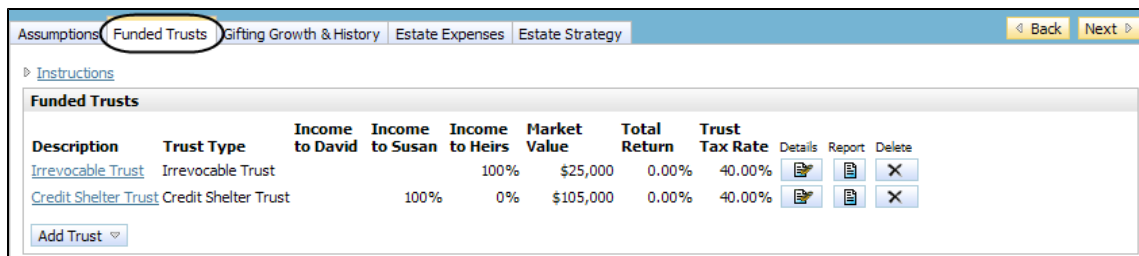 Assumptions Funded Trusts Gifting Growth & History Estate Expenses Estate Strategy Back Next
Instructions
Funded Trusts
Income Income Income Market Total Trust
Description Trust Type to David to Susan to Heirs Value Return Tax Rate Details Report Delete
Irrevocable Trust Irrevocable Trust 100% $25,000 0.00% 40.00%
Credit Shelter Trust Credit Shelter Trust 100% 0% $105,000 0.00% 40.00%
Add Trust